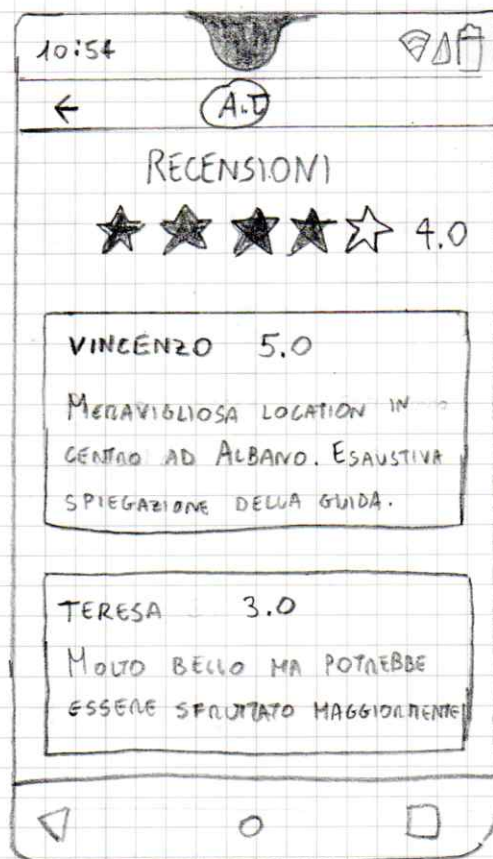 10:54
A.T
RECENSIONI
4.0
VINCENZO 5.0
MERAVIGLIOSA LOCATION IN
CENTRO AD ALBANO. ESAUSTIVA
SPIEGAZIONE DELLA GUIDA.
TERESA 3.0
MOLTO BELLO MA POTREBBE
ESSERE SFRUTTATO MAGGIORMENTE